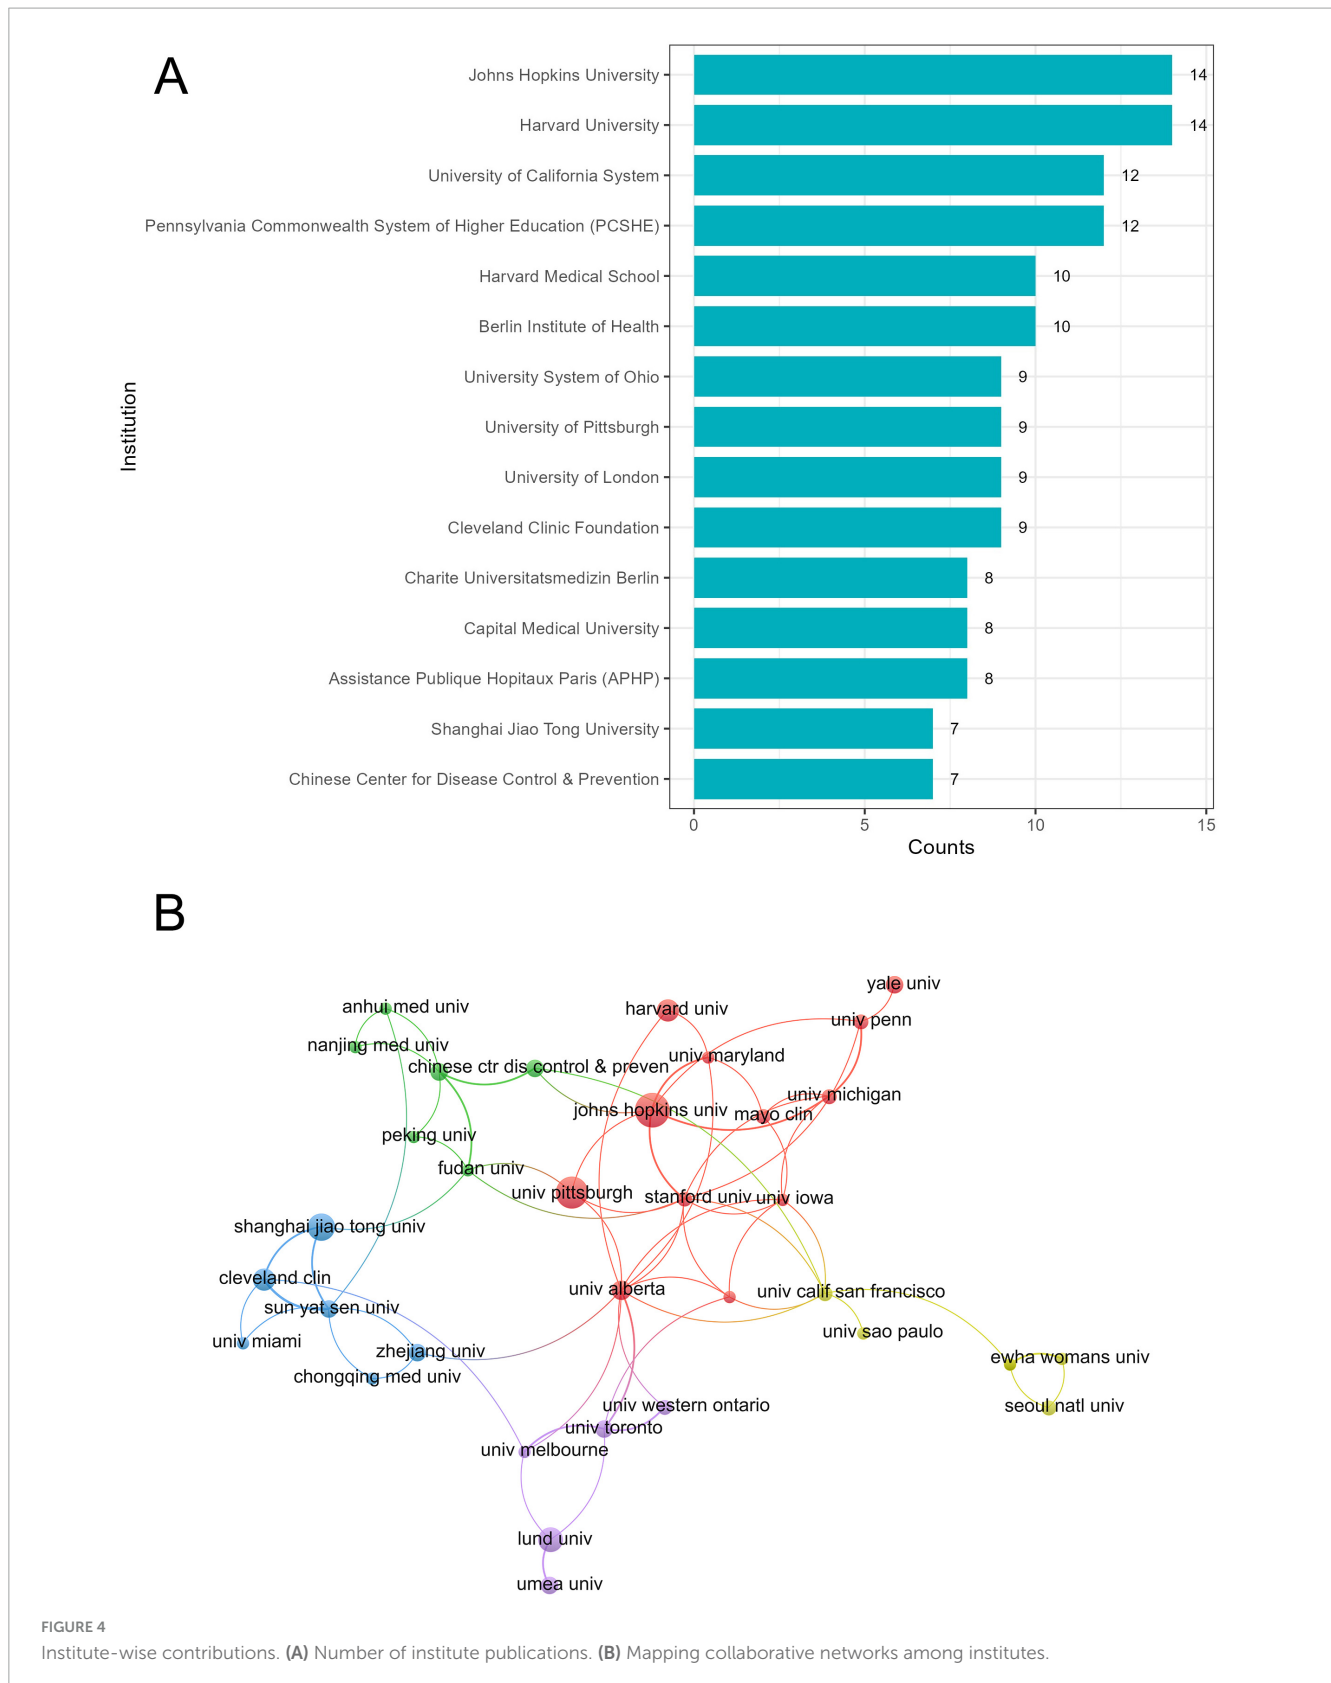 A
Johns Hopkins University 14
Harvard University 14
University of California System 12
Pennsylvania Commonwealth System of Higher Education (PCSHE) 12
Harvard Medical School 10
Berlin Institute of Health 10
University System of Ohio 9
University of Pittsburgh 9
University of London 9
Cleveland Clinic Foundation 9
Charite Universitatsmedizin Berlin 8
Capital Medical University 8
Assistance Publique Hopitaux Paris (APHP) 8
Shanghai Jiao Tong University 7
Chinese Center for Disease Control & Prevention 7
Institution
0 5 10 15
Counts
B
yale univ
anhui med univ
harvard univ
univ penn
nanjing med univ
univ maryland
chinese ctr dis control & preven
univ michigan
johns hopkins univ
mayo clin
peking univ
fudan univ
univ pittsburgh
stanford univ
univ iowa
shanghai jiao tong univ
cleveland clin
univ alberta
univ calif san francisco
sun yat sen univ
univ sao paulo
univ miami
zhejiang univ
ewha womans univ
chongqing med univ
univ western ontario
seoul natl univ
univ toronto
univ melbourne
lund univ
umea univ
FIGURE 4
Institute-wise contributions. (A) Number of institute publications. (B) Mapping collaborative networks among institutes.